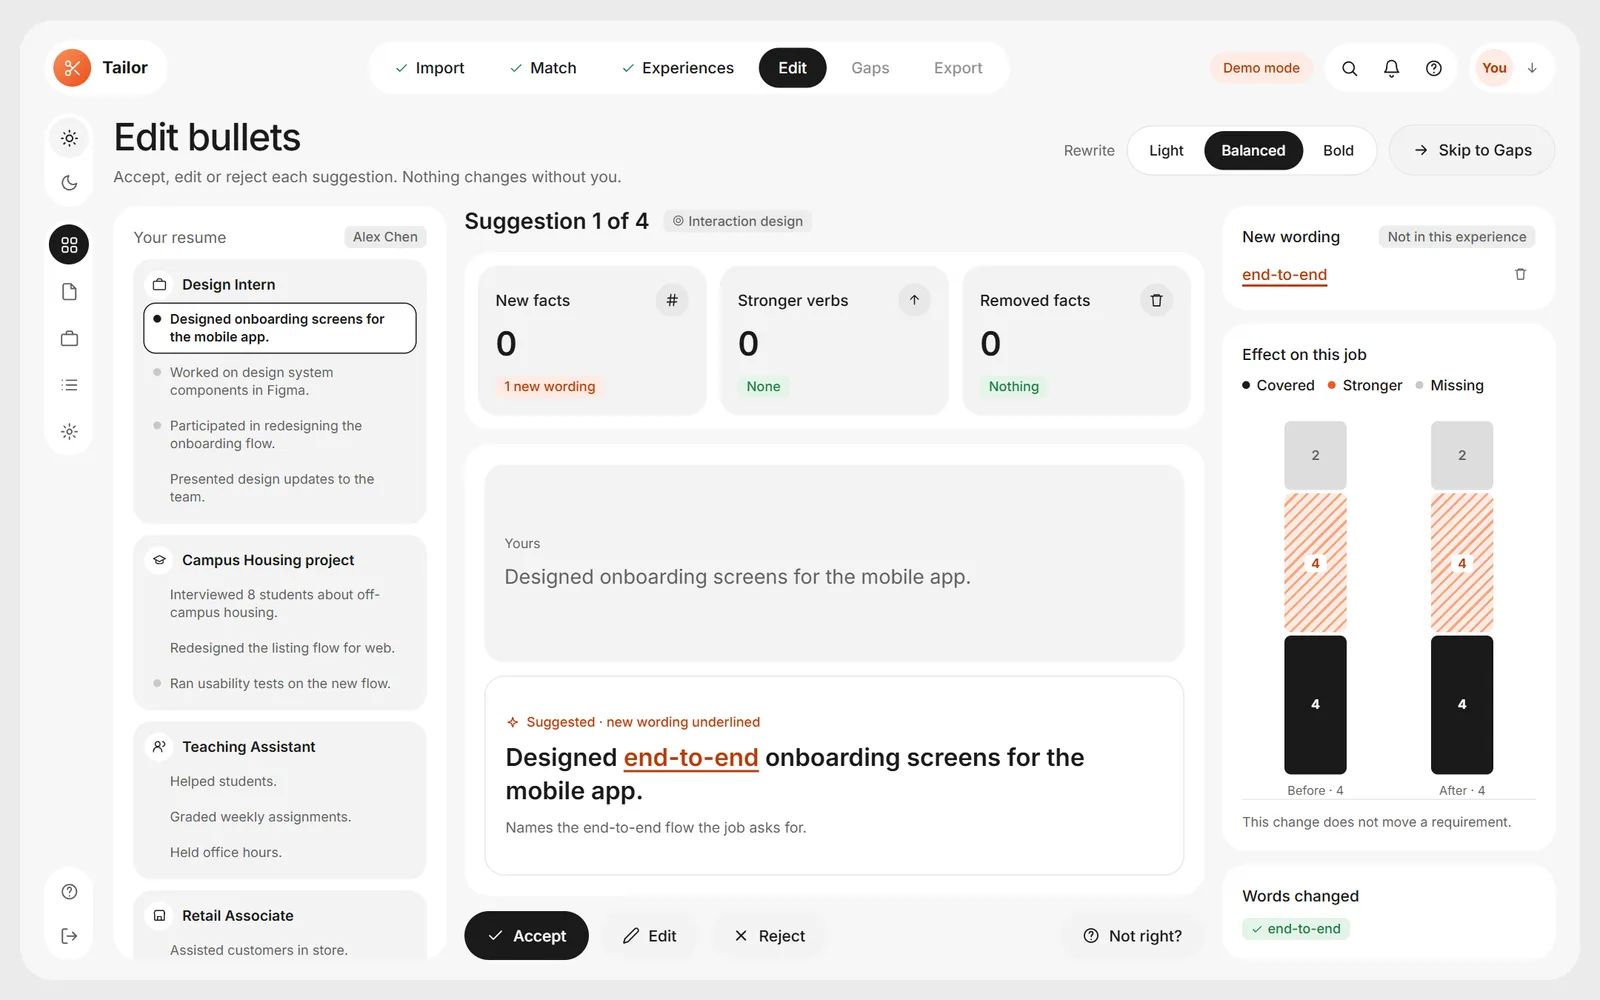 Tailor
Import
Match
Experiences
Edit
Gaps
Export
Demo mode
You
Edit bullets
Accept, edit or reject each suggestion. Nothing changes without you.
Rewrite
Light
Balanced
Bold
Skip to Gaps
Your resume
Alex Chen
Design Intern
Designed onboarding screens for
the mobile app.
Worked on design system
components in Figma.
Participated in redesigning the
onboarding flow.
Presented design updates to the
team.
Campus Housing project
Interviewed 8 students about off-
campus housing.
Redesigned the listing flow for web.
Ran usability tests on the new flow.
Teaching Assistant
Helped students.
Graded weekly assignments.
Held office hours.
Retail Associate
Assisted customers in store.
Suggestion 1 of 4
Interaction design
New facts
#
0
1 new wording
Stronger verbs
0
None
Removed facts
0
Nothing
Yours
Designed onboarding screens for the mobile app.
Suggested · new wording underlined
Designed end-to-end onboarding screens for the
mobile app.
Names the end-to-end flow the job asks for.
Accept
Edit
Reject
Not right?
New wording
Not in this experience
end-to-end
Effect on this job
Covered
Stronger
Missing
2
2
4
4
4
4
Before · 4
After · 4
This change does not move a requirement.
Words changed
end-to-end